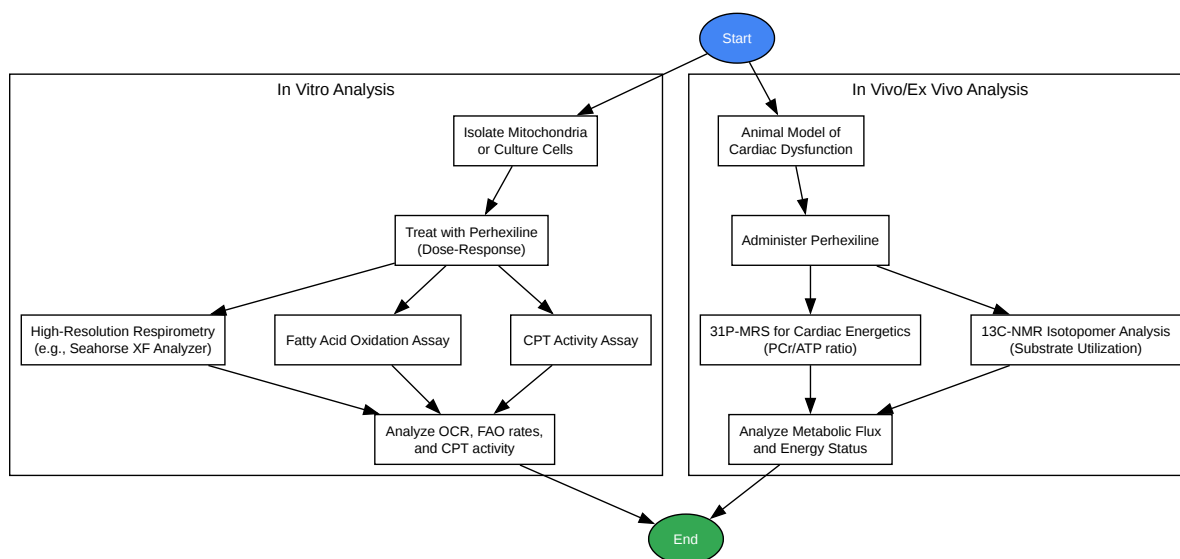 Start
In Vitro Analysis
In Vivo/Ex Vivo Analysis
Isolate Mitochondria
or Culture Cells
Animal Model of
Cardiac Dysfunction
Treat with Perhexiline
(Dose-Response)
Administer Perhexiline
High-Resolution Respirometry
(e.g., Seahorse XF Analyzer)
Fatty Acid Oxidation Assay
CPT Activity Assay
31P-MRS for Cardiac Energetics
(PCr/ATP ratio)
13C-NMR Isotopomer Analysis
(Substrate Utilization)
Analyze OCR, FAO rates,
and CPT activity
Analyze Metabolic Flux
and Energy Status
End